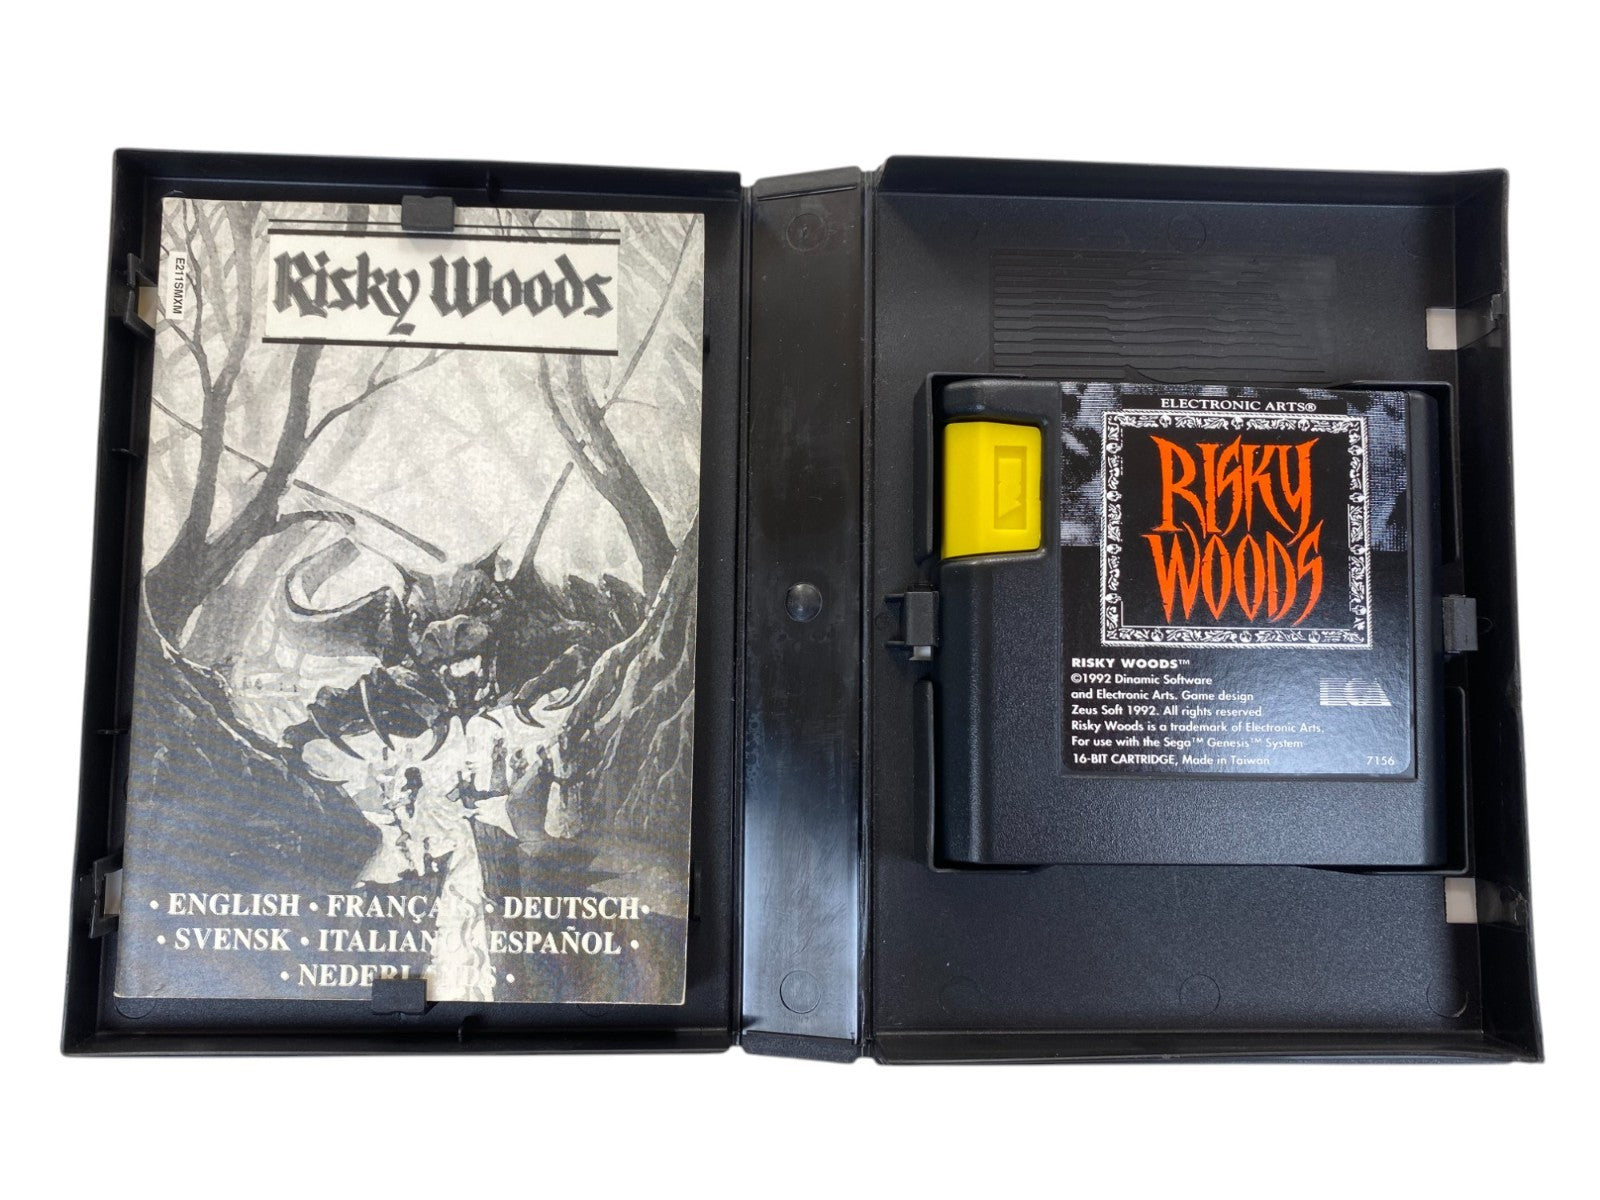 E211SMXM
Risky Woods
• ENGLISH • FRANÇAIS • DEUTSCH •
• SVENSK • ITALIANO • ESPAÑOL •
• NEDERLANDS •
ELECTRONIC ARTS®
RISKY
WOODS
RISKY WOODS™
©1992 Dinamic Software
and Electronic Arts. Game design
Zeus Soft 1992. All rights reserved
Risky Woods is a trademark of Electronic Arts.
For use with the Sega™ Genesis™ System
16-BIT CARTRIDGE, Made in Taiwan
7156